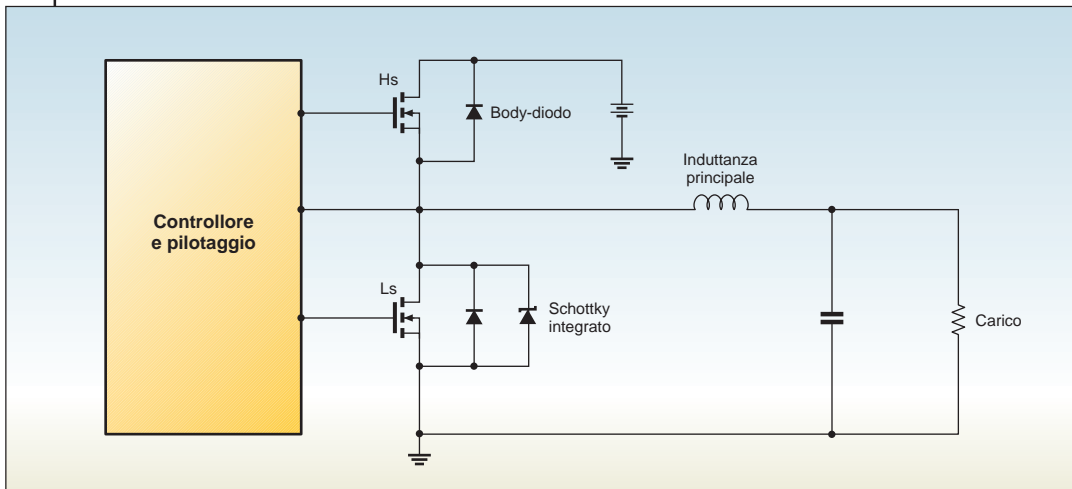 Hs
Body-diodo
Induttanza
principale
Controllore
e pilotaggio
Ls
Schottky
integrato
Carico